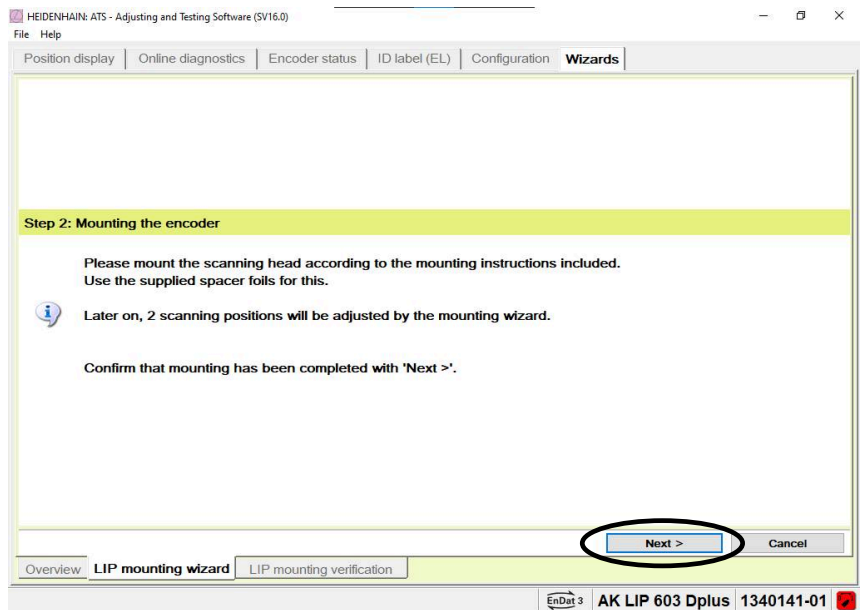 HEIDENHAIN: ATS - Adjusting and Testing Software (SV16.0)
File Help
Position display Online diagnostics Encoder status ID label (EL) Configuration Wizards
Step 2: Mounting the encoder
Please mount the scanning head according to the mounting instructions included.
Use the supplied spacer foils for this.
Later on, 2 scanning positions will be adjusted by the mounting wizard.
Confirm that mounting has been completed with 'Next >'.
Next > Cancel
Overview LIP mounting wizard LIP mounting verification
EnDat 3 AK LIP 603 Dplus 1340141-01